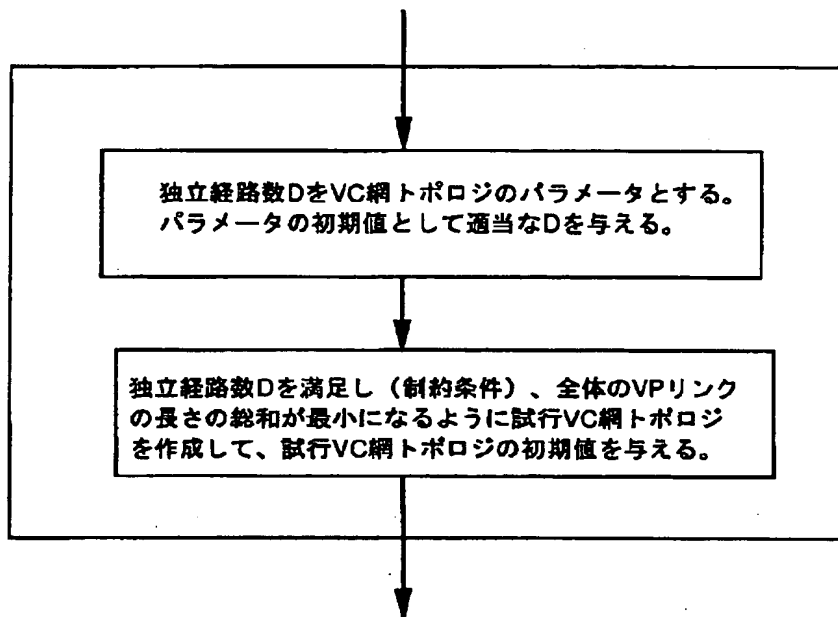 独立経路数DをVC網トポロジのパラメータとする。
パラメータの初期値として適当なDを与える。
独立経路数Dを満足し（制約条件）、全体のVPリンク
の長さの総和が最小になるように試行VC網トポロジ
を作成して、試行VC網トポロジの初期値を与える。